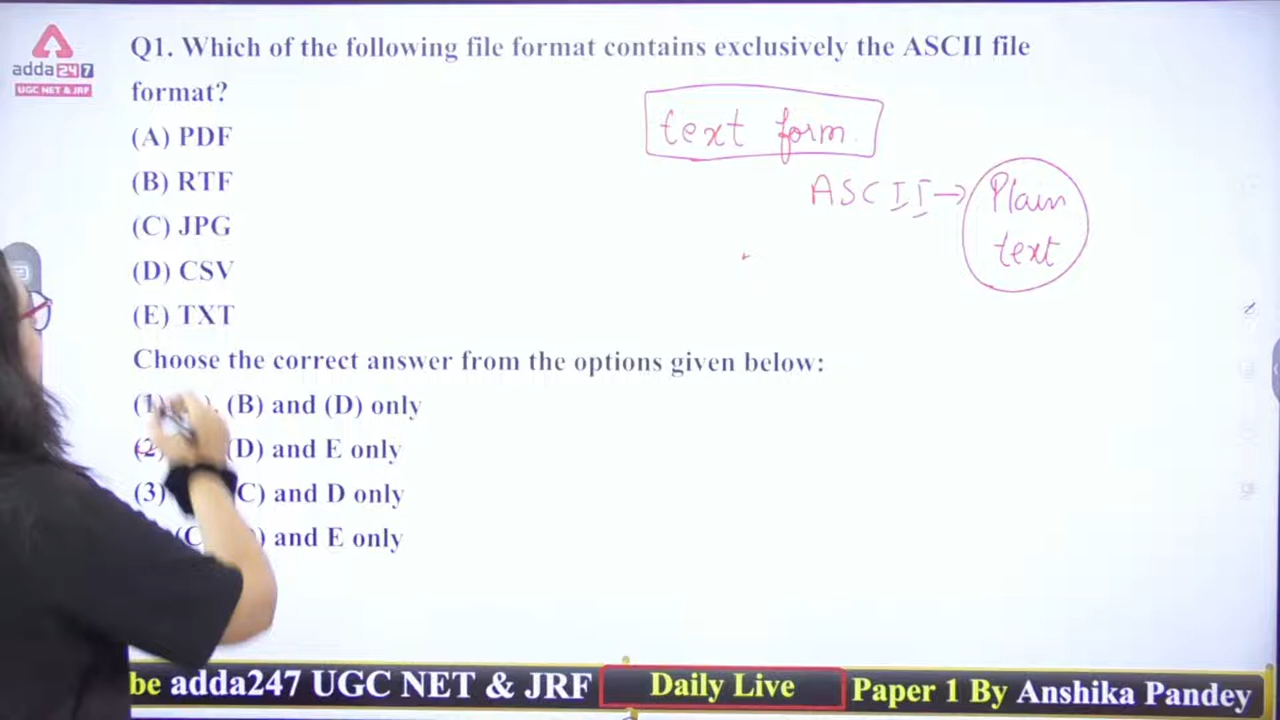 adda247
UGC NET & JRF
Q1. Which of the following file format contains exclusively the ASCII file
format?
text form.
(A) PDF
(B) RTF
ASCII → Plain
text
(C) JPG
(D) CSV
(E) TXT
Choose the correct answer from the options given below:
(1) (B) and (D) only
(2) (D) and E only
(3) C) and D only
(C ) and E only
be adda247 UGC NET & JRF
Daily Live
Paper 1 By Anshika Pandey